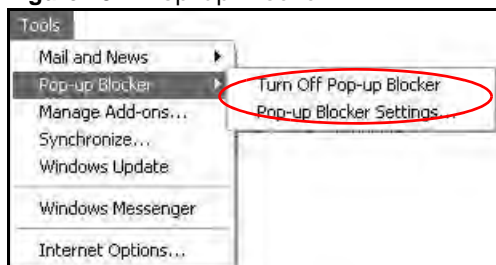 Tools
Mail and News
Pop-up Blocker
Turn Off Pop-up Blocker
Manage Add-ons...
Pop-up Blocker Settings...
Synchronize...
Windows Update
Windows Messenger
Internet Options...